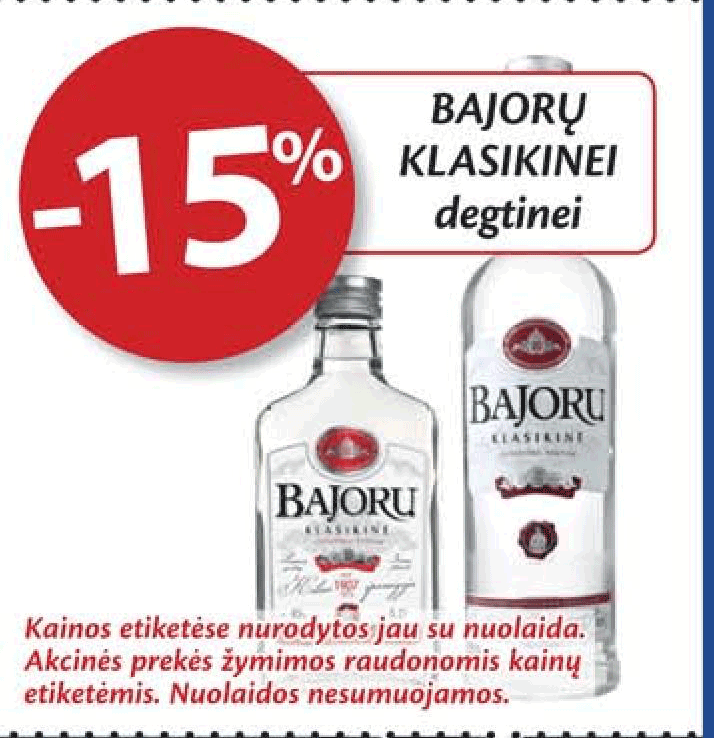 -15%
BAJORŲ
KLASIKINEI
degtinei
BAJORU
KLASIKINE
BAJORU
KLASIKINE
1907
Kainos etiketėse nurodytos jau su nuolaida.
Akcinės prekės žymimos raudonomis kainų
etiketėmis. Nuolaidos nesumuojamos.